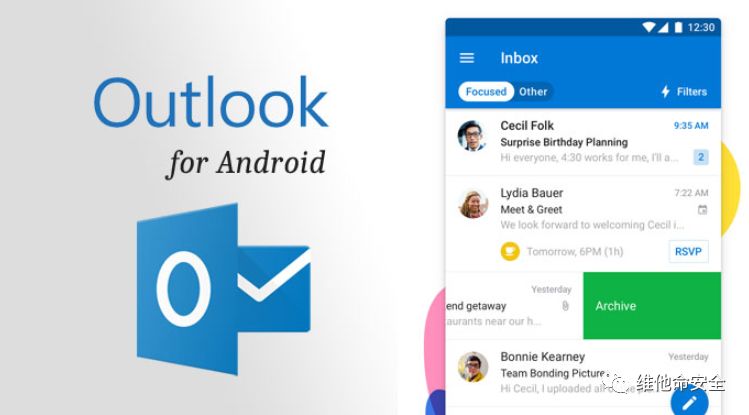 Outlook
for Android
12:30
Inbox
Focused
Other
Filters
Cecil Folk
9:35 AM
Surprise Birthday Planning
Hi everyone, 4:30 works for me, I'll a...
2
Lydia Bauer
7:22 AM
Meet & Greet
We look forward to welcoming Cecil i...
Tomorrow, 6PM (1h)
RSVP
Yesterday
end getaway
taurants near our h...
Archive
Bonnie Kearney
Yesterday
Team Bonding Picture
Hi Cecil, I uploaded all
维他命安全